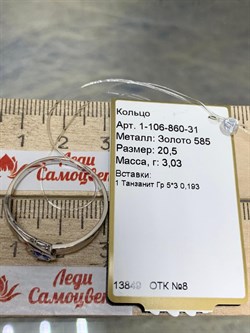 Кольцо
Арт. 1-106-860-31
Металл: Золото 585
Размер: 20,5
Масса, г: 3,03
Вставки:
1 Танзанит Гр 5*3 0,193
13849 ОТК №8
Леди
Самоцвет
Леди
Самоцвет